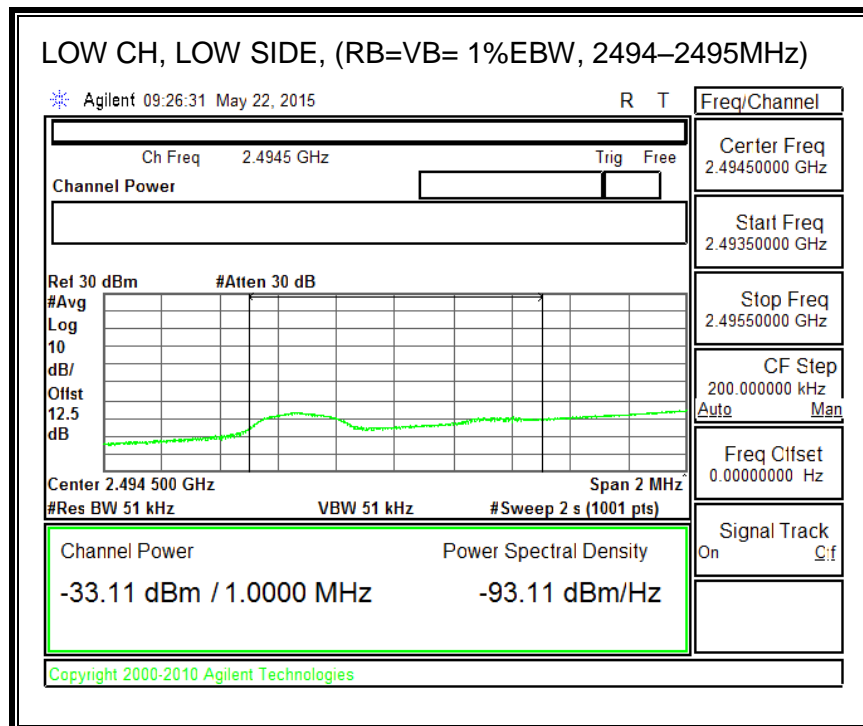 LOW CH, LOW SIDE, (RB=VB= 1%EBW, 2494–2495MHz)
Agilent 09:26:31 May 22, 2015 R T
Freq/Channel
Ch Freq 2.4945 GHz Trig Free
Channel Power
Center Freq
2.49450000 GHz
Start Freq
2.49350000 GHz
Stop Freq
2.49550000 GHz
CF Step
200.000000 kHz
Auto Man
Freq Offset
0.00000000 Hz
Signal Track
On Off
Ref 30 dBm #Atten 30 dB
#Avg
Log
10
dB/
Offst
12.5
dB
Center 2.494 500 GHz Span 2 MHz
#Res BW 51 kHz VBW 51 kHz #Sweep 2 s (1001 pts)
Channel Power Power Spectral Density
-33.11 dBm / 1.0000 MHz -93.11 dBm/Hz
Copyright 2000-2010 Agilent Technologies